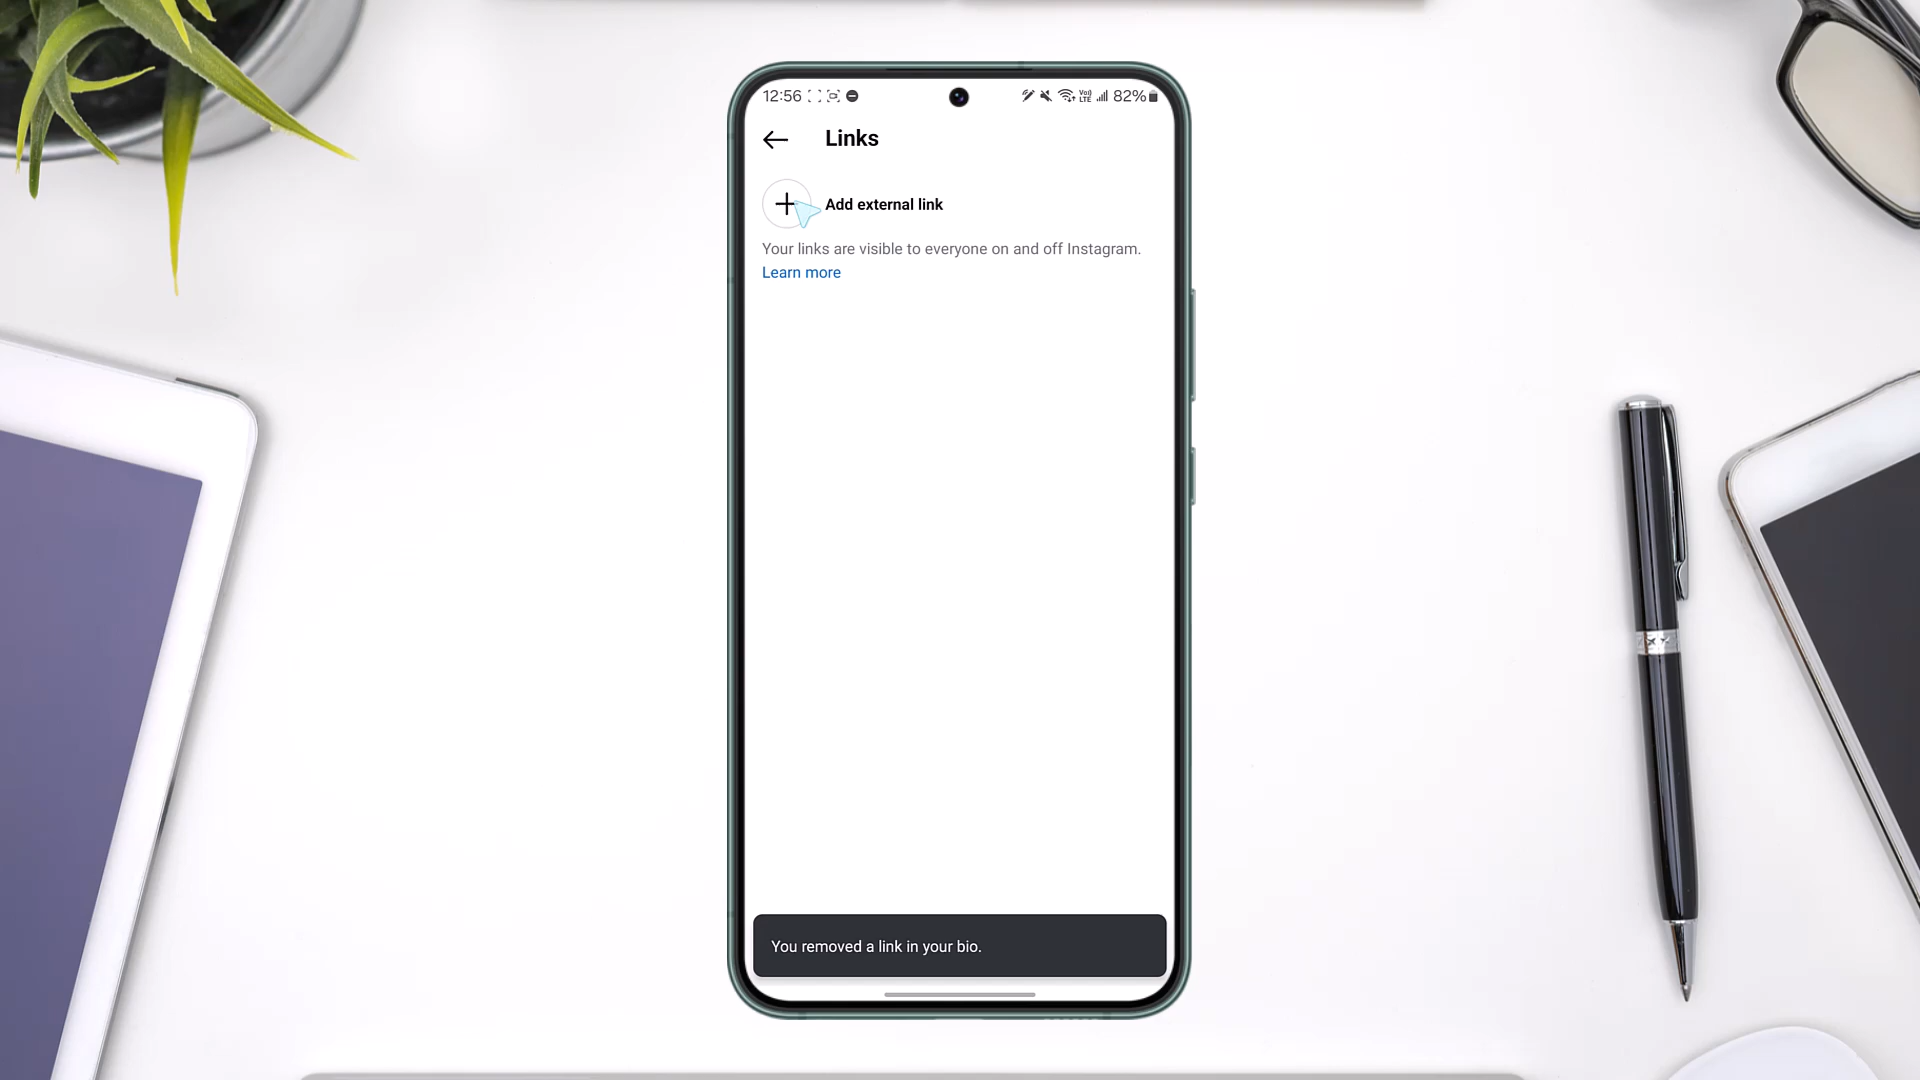 12:56 82%
Links
Add external link
Your links are visible to everyone on and off Instagram.
Learn more
You removed a link in your bio.